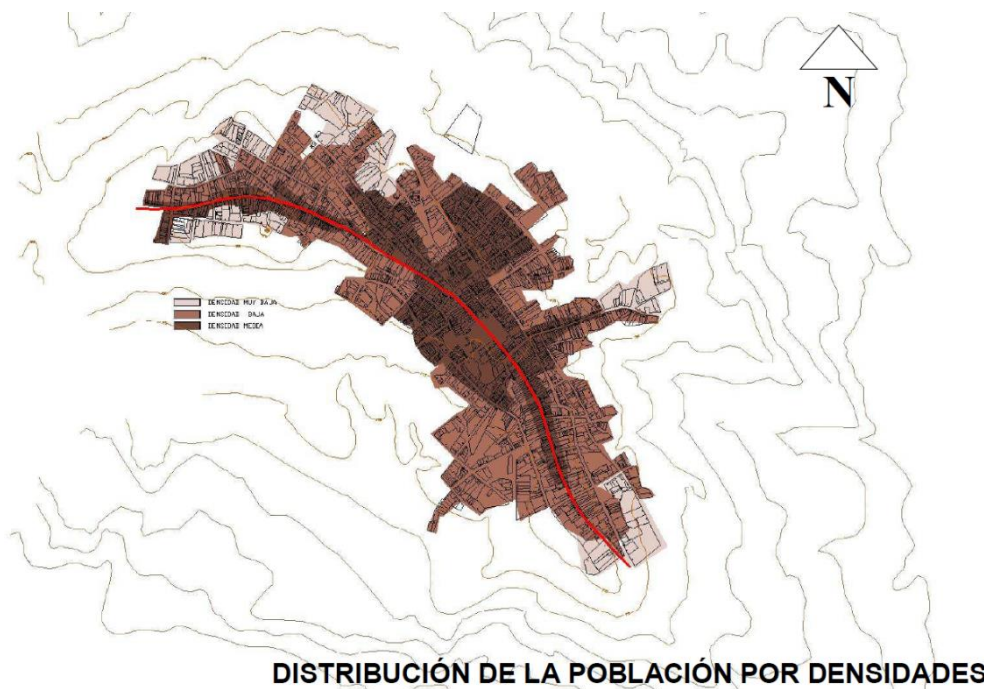 N
DENSIDAD MUY BAJA
DENSIDAD BAJA
DENSIDAD MEDIA
DISTRIBUCIÓN DE LA POBLACIÓN POR DENSIDADES